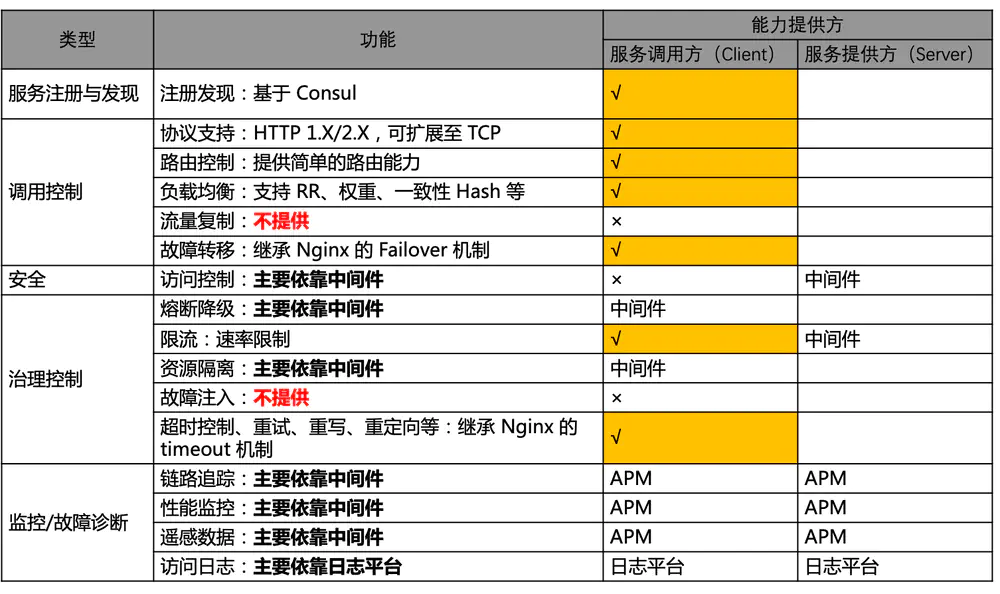 类型
功能
能力提供方
服务调用方（Client）
服务提供方（Server）
服务注册与发现
注册发现：基于 Consul
√
调用控制
协议支持：HTTP 1.X/2.X，可扩展至 TCP
√
路由控制：提供简单的路由能力
√
负载均衡：支持 RR、权重、一致性 Hash 等
√
流量复制：不提供
×
故障转移：继承 Nginx 的 Failover 机制
√
安全
访问控制：主要依靠中间件
×
中间件
治理控制
熔断降级：主要依靠中间件
中间件
限流：速率限制
√
中间件
资源隔离：主要依靠中间件
中间件
故障注入：不提供
×
超时控制、重试、重写、重定向等：继承 Nginx 的
timeout 机制
√
监控/故障诊断
链路追踪：主要依靠中间件
APM
APM
性能监控：主要依靠中间件
APM
APM
遥感数据：主要依靠中间件
APM
APM
访问日志：主要依靠日志平台
日志平台
日志平台